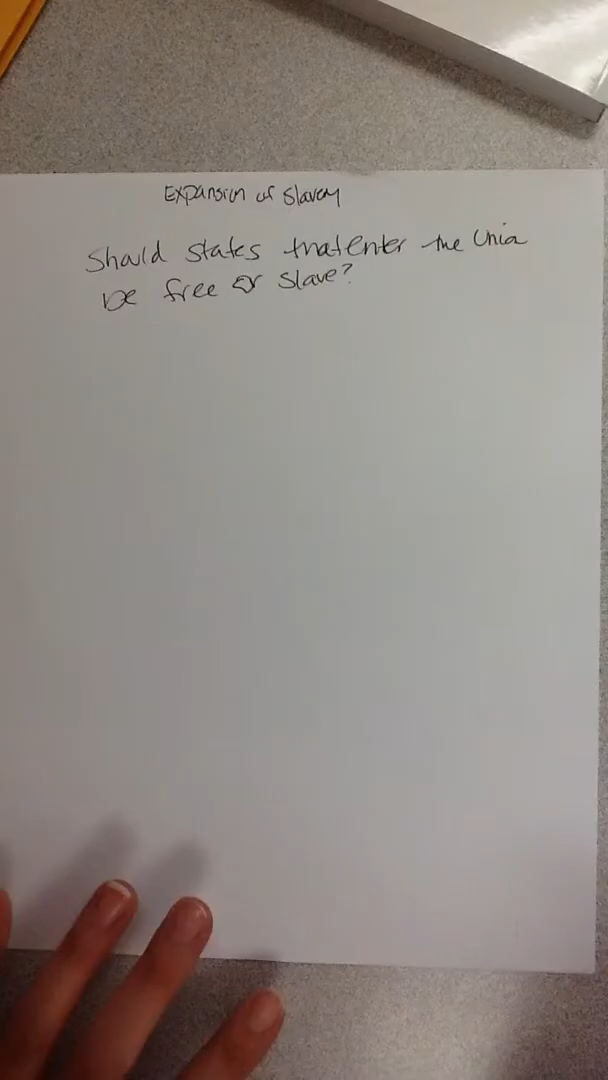 Expansion of Slavery
Should states that enter the Union
be free or slave?